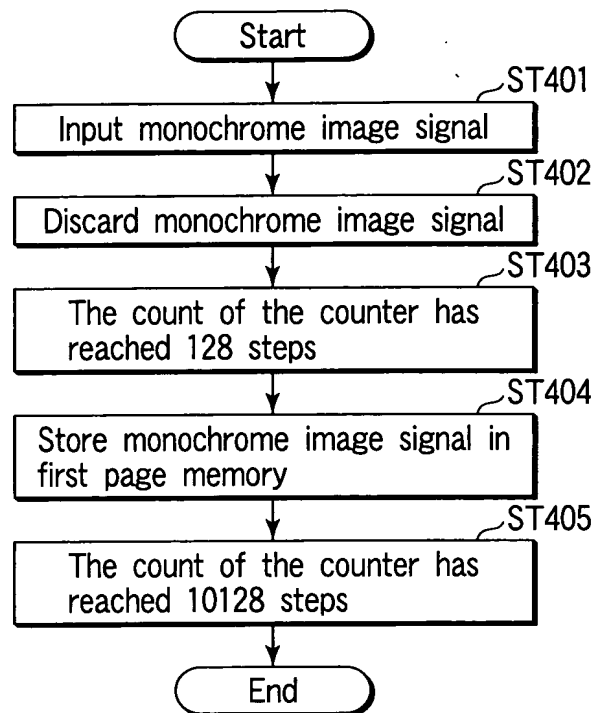 Start
ST401
Input monochrome image signal
ST402
Discard monochrome image signal
ST403
The count of the counter has
reached 128 steps
ST404
Store monochrome image signal in
first page memory
ST405
The count of the counter has
reached 10128 steps
End